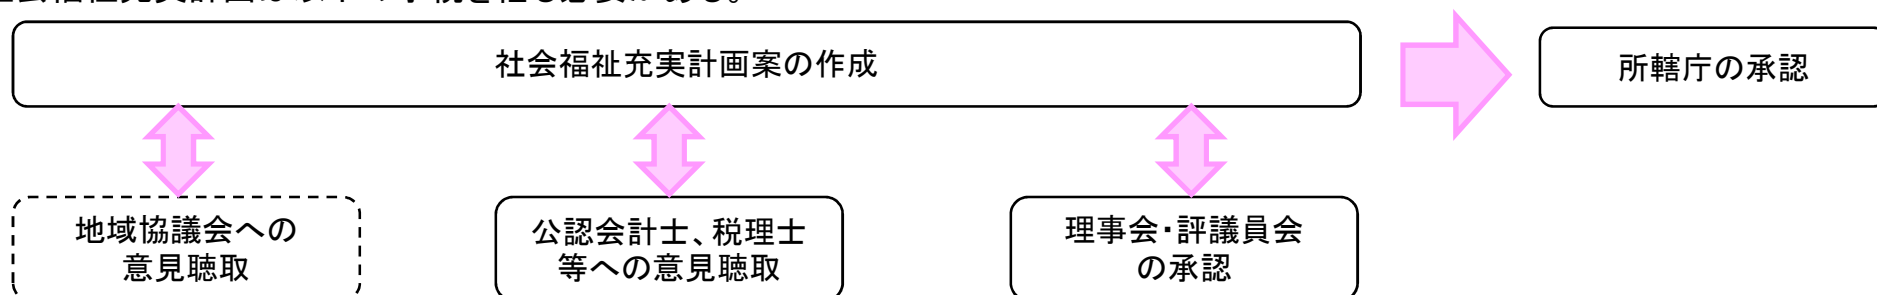 社会福祉充実計画案の作成
所轄庁の承認
地域協議会への
意見聴取
公認会計士、税理士
等への意見聴取
理事会・評議員会
の承認